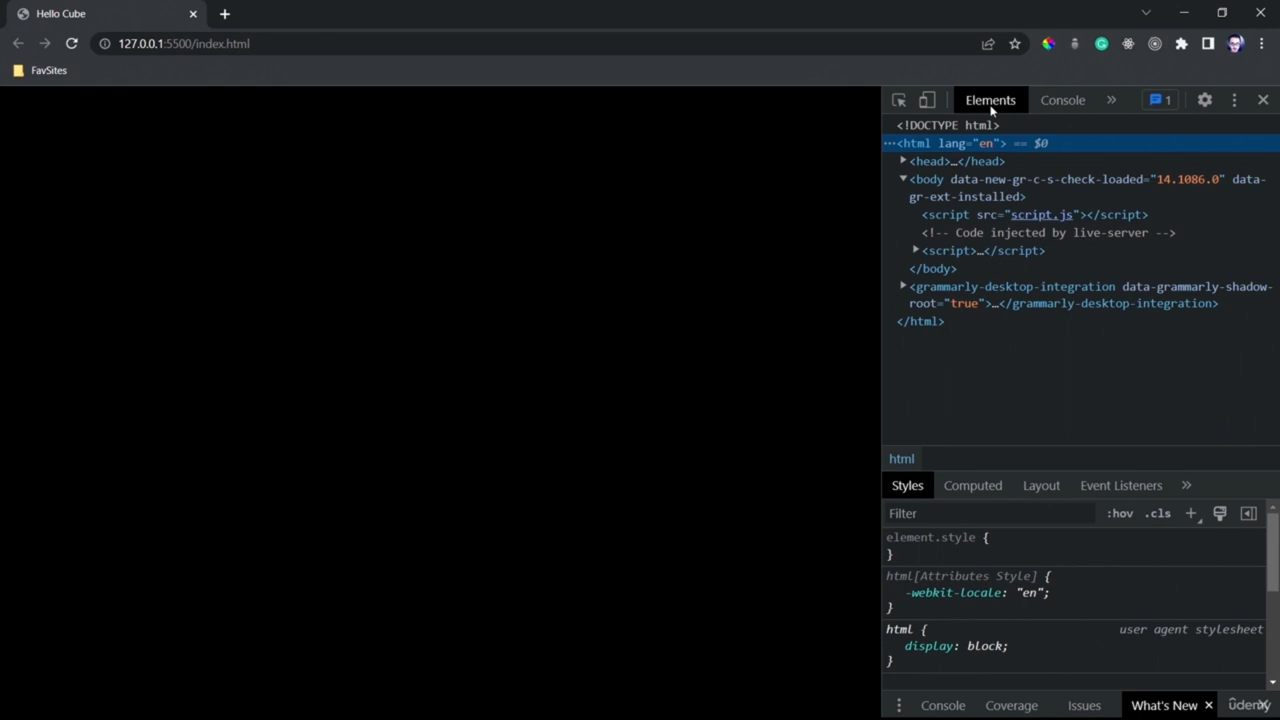 Hello Cube
127.0.0.1:5500/index.html
FavSites
Elements Console 1
<!DOCTYPE html>
…<html lang="en"> == $0
<head>…</head>
<body data-new-gr-c-s-check-loaded="14.1086.0" data-
gr-ext-installed>
<script src="script.js"></script>
<!-- Code injected by live-server -->
<script>…</script>
</body>
<grammarly-desktop-integration data-grammarly-shadow-
root="true">…</grammarly-desktop-integration>
</html>
html
Styles Computed Layout Event Listeners
Filter :hov .cls
element.style {
}
html[Attributes Style] {
-webkit-locale: "en";
}
html { user agent stylesheet
display: block;
}
Console Coverage Issues What's New
ûdemy